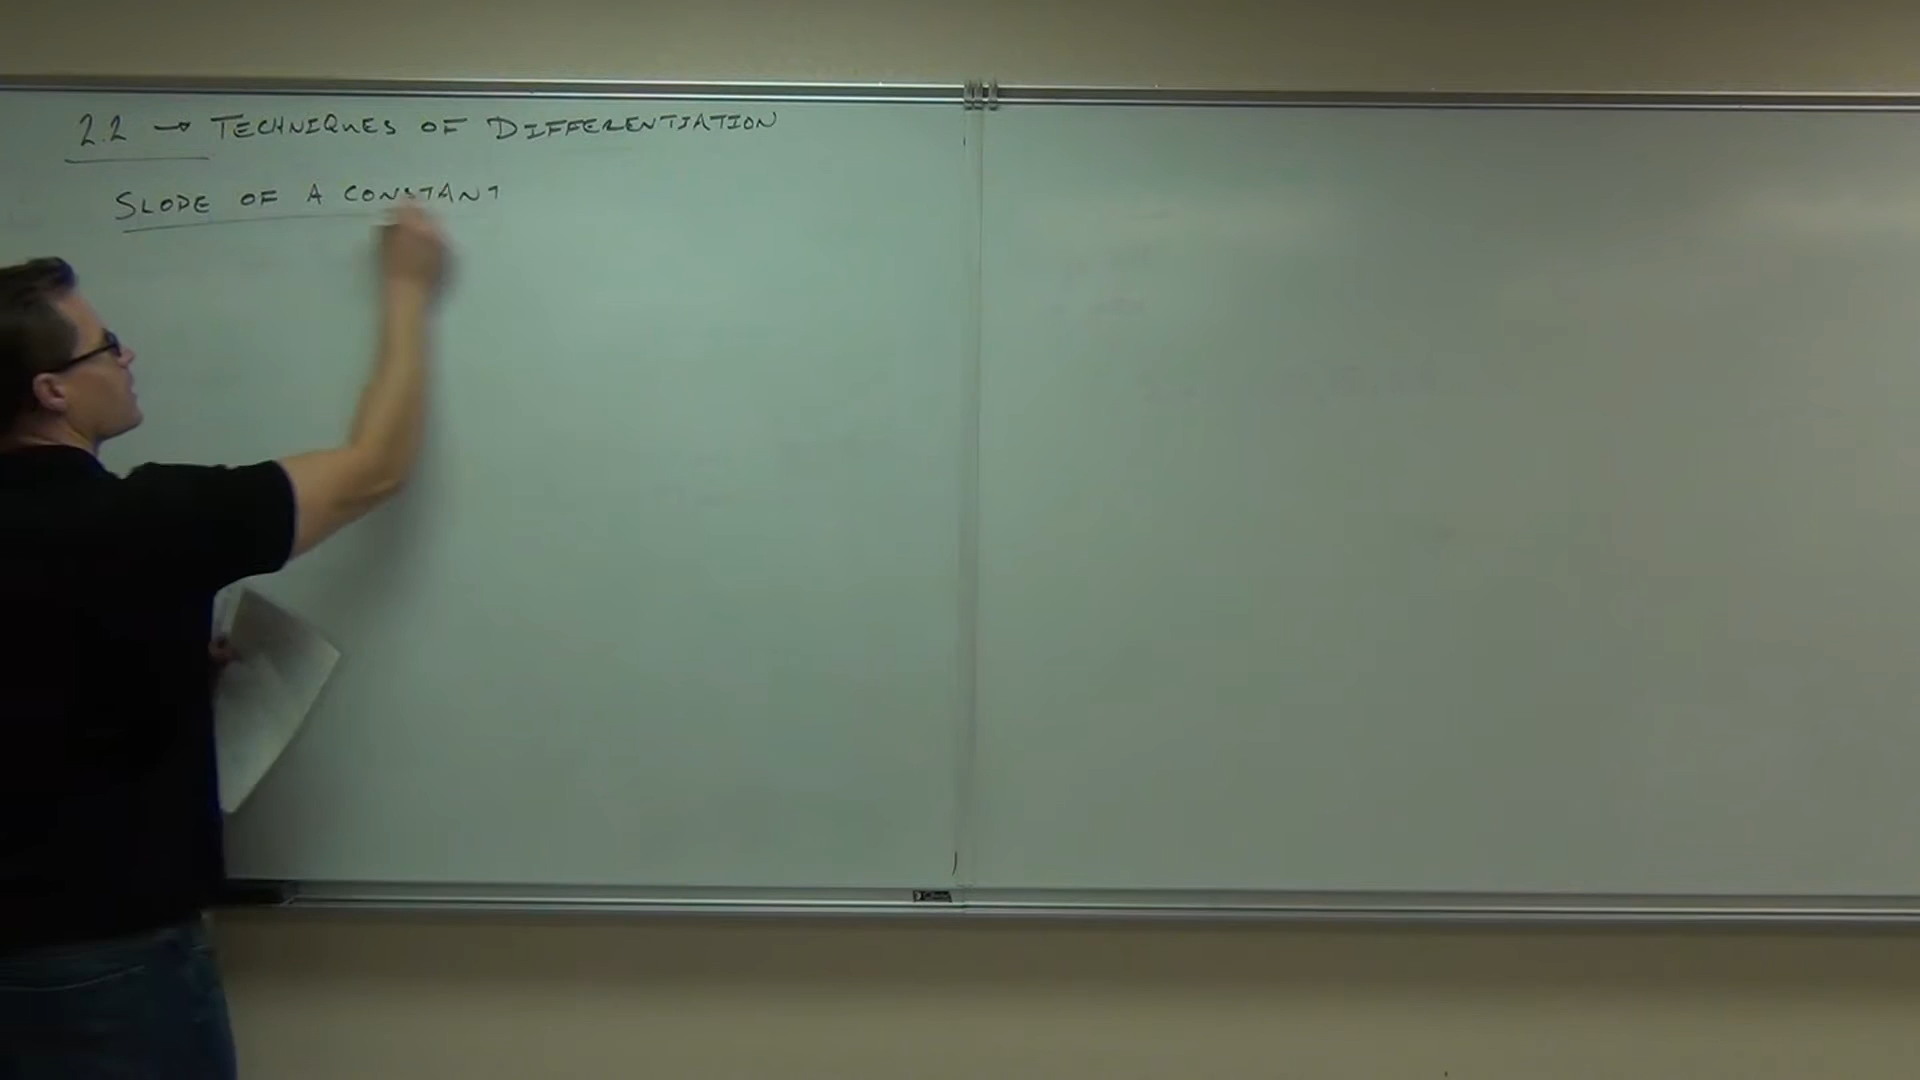 2.2 → TECHNIQUES OF DIFFERENTIATION
SLOPE OF A CONSTANT